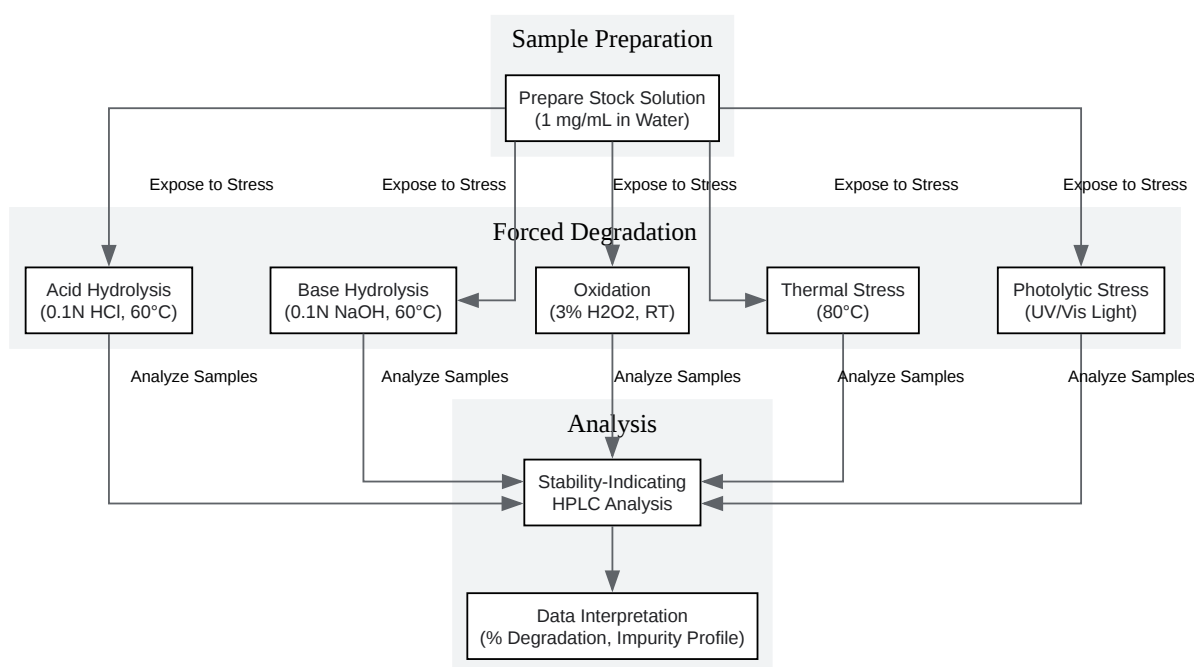 Sample Preparation
Prepare Stock Solution
(1 mg/mL in Water)
Expose to Stress
Expose to Stress
Expose to Stress
Expose to Stress
Expose to Stress
Forced Degradation
Acid Hydrolysis
(0.1N HCl, 60°C)
Base Hydrolysis
(0.1N NaOH, 60°C)
Oxidation
(3% H2O2, RT)
Thermal Stress
(80°C)
Photolytic Stress
(UV/Vis Light)
Analyze Samples
Analyze Samples
Analyze Samples
Analyze Samples
Analyze Samples
Analysis
Stability-Indicating
HPLC Analysis
Data Interpretation
(% Degradation, Impurity Profile)